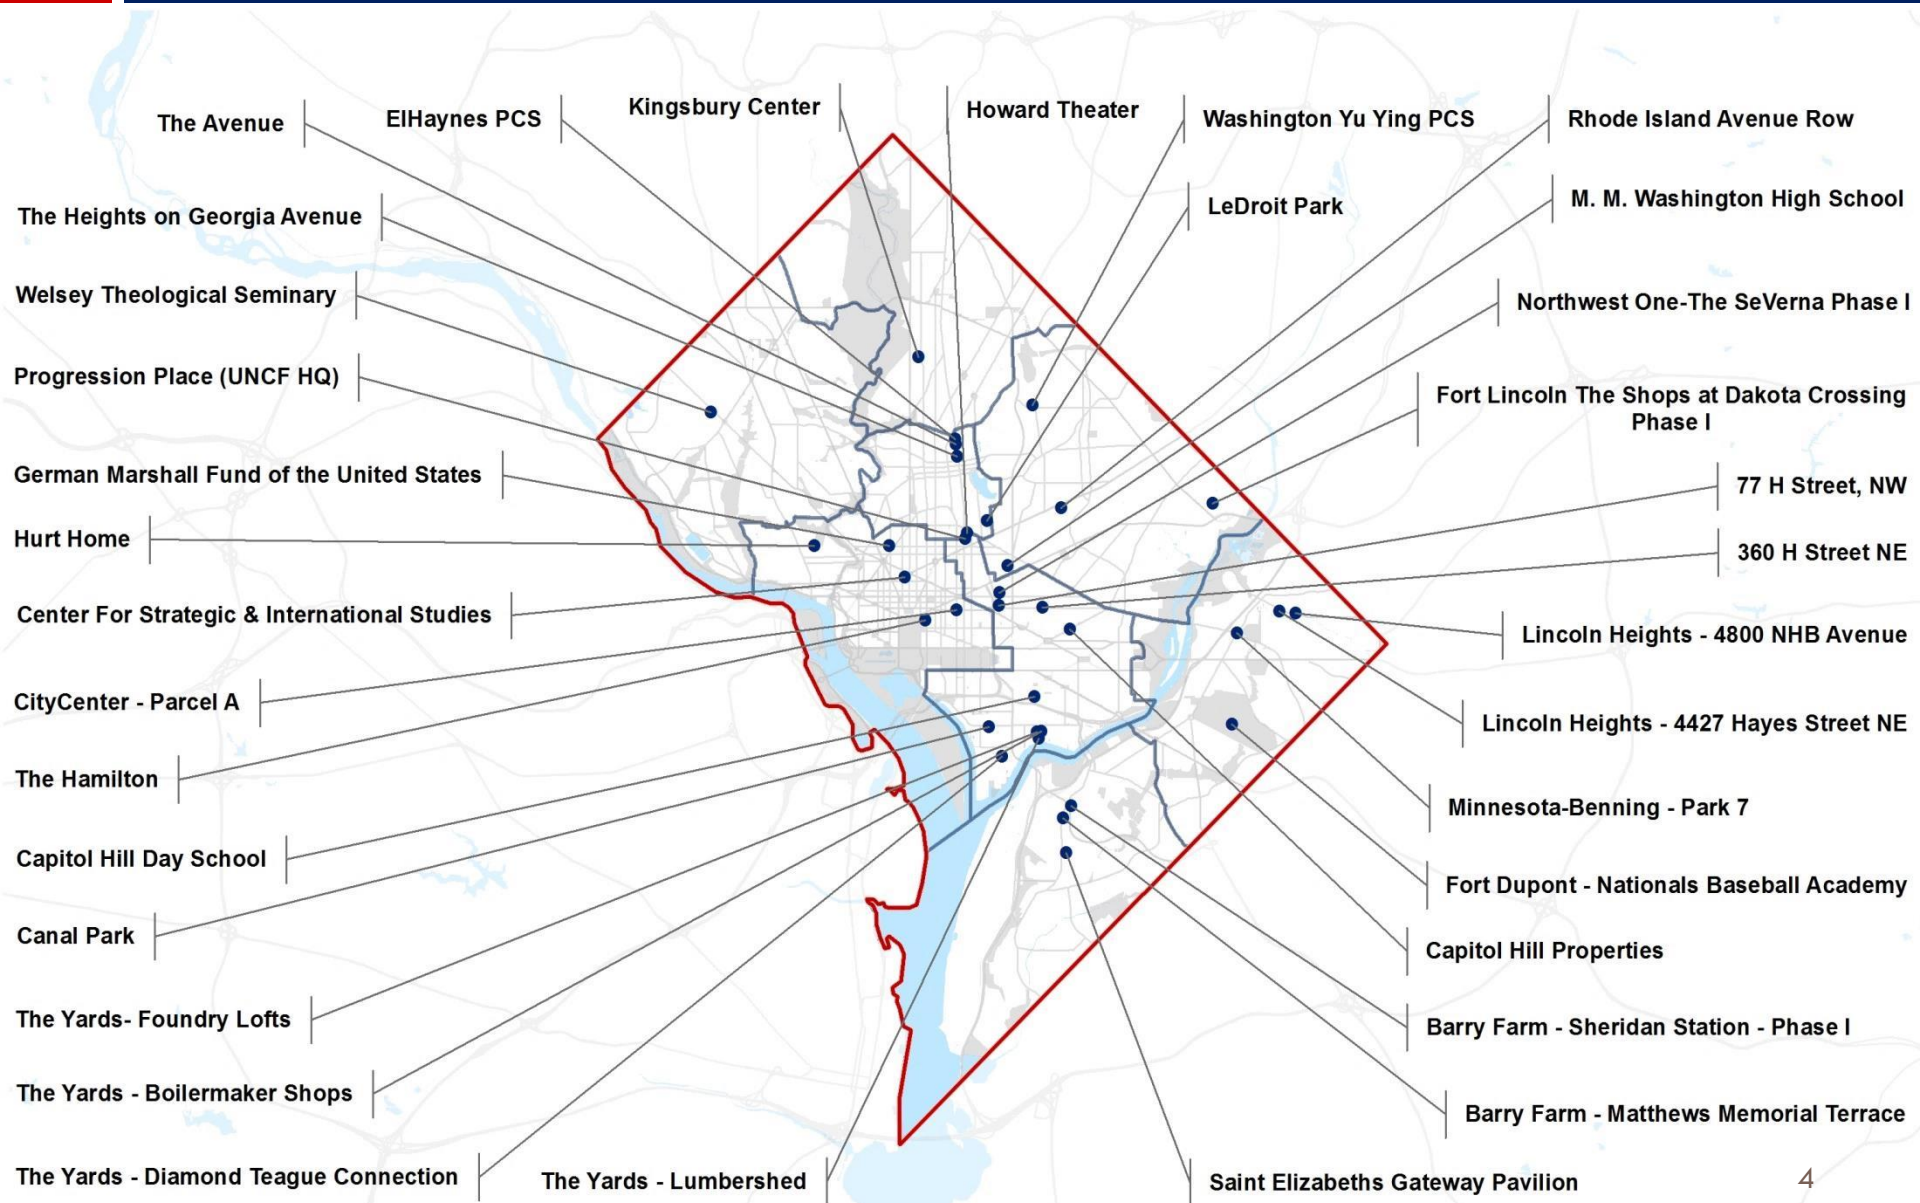 Kingsbury Center
Howard Theater
The Avenue
ElHaynes PCS
Washington Yu Ying PCS
Rhode Island Avenue Row
The Heights on Georgia Avenue
LeDroit Park
M. M. Washington High School
Welsey Theological Seminary
Northwest One-The SeVerna Phase I
Progression Place (UNCF HQ)
Fort Lincoln The Shops at Dakota Crossing
Phase I
German Marshall Fund of the United States
77 H Street, NW
Hurt Home
360 H Street NE
Center For Strategic & International Studies
Lincoln Heights - 4800 NHB Avenue
CityCenter - Parcel A
Lincoln Heights - 4427 Hayes Street NE
The Hamilton
Minnesota-Benning - Park 7
Capitol Hill Day School
Fort Dupont - Nationals Baseball Academy
Canal Park
Capitol Hill Properties
The Yards- Foundry Lofts
Barry Farm - Sheridan Station - Phase I
The Yards - Boilermaker Shops
Barry Farm - Matthews Memorial Terrace
The Yards - Diamond Teague Connection
The Yards - Lumbershed
Saint Elizabeths Gateway Pavilion
4